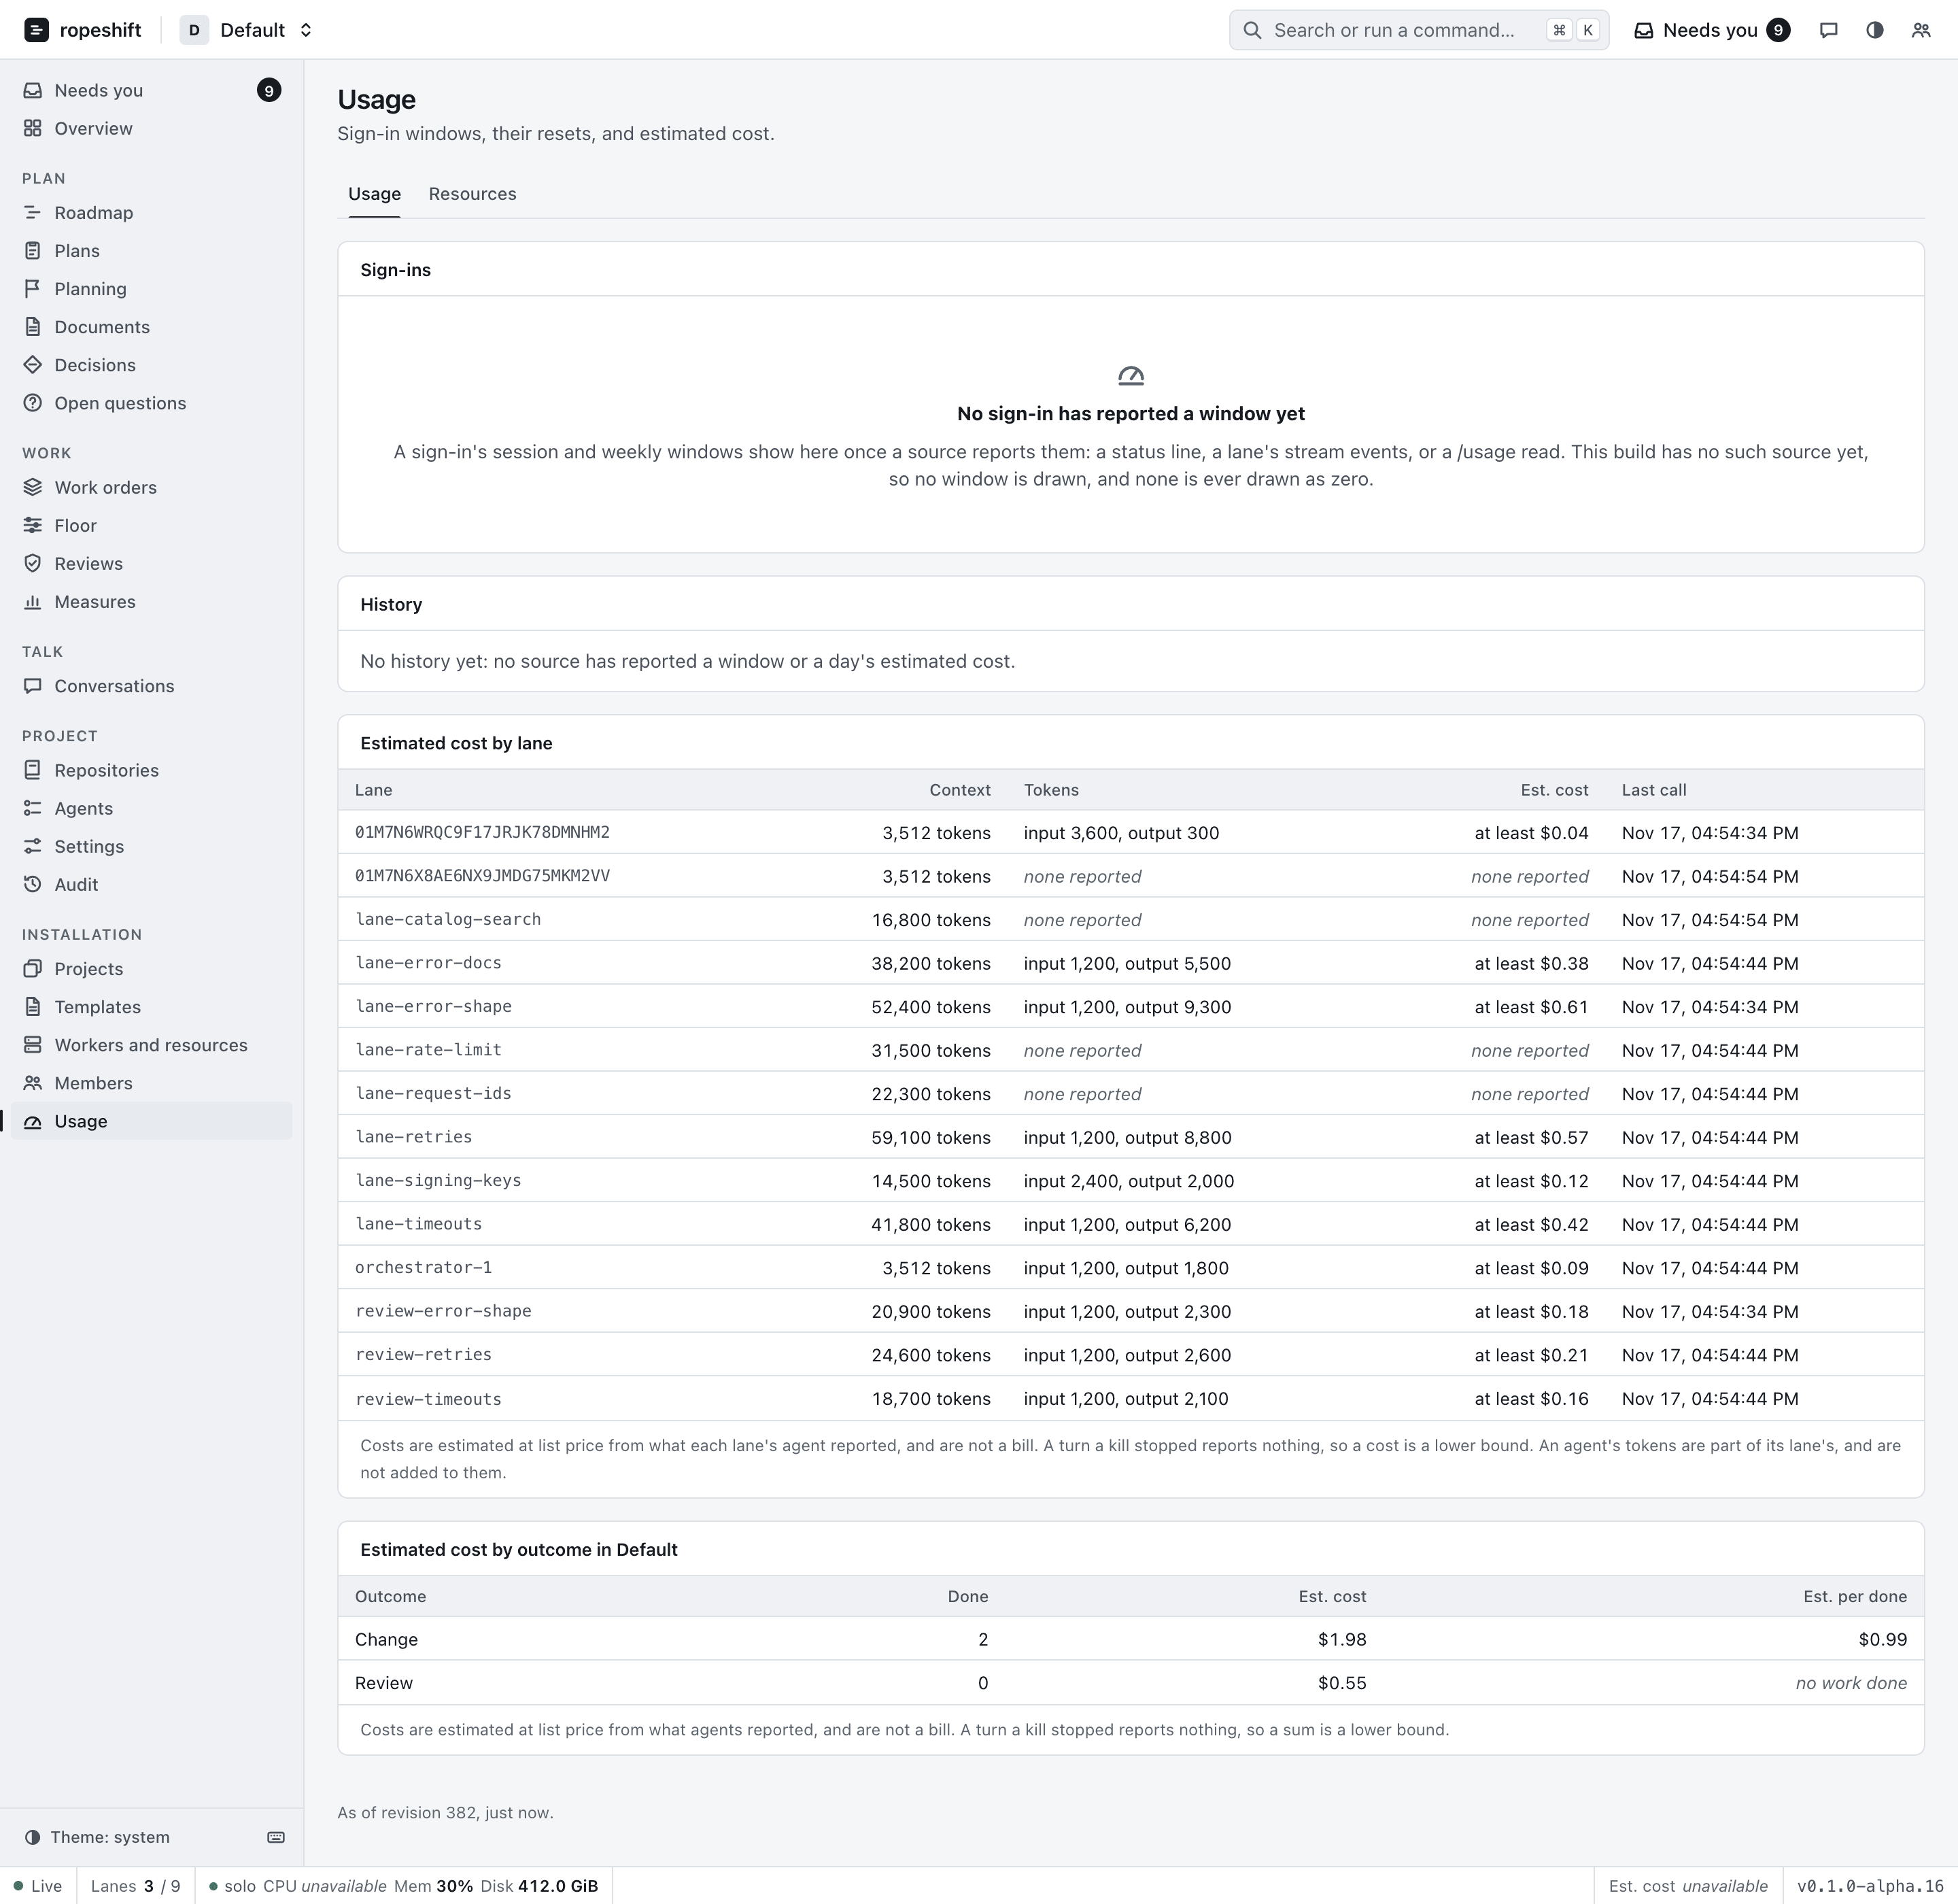 ropeshift
D Default
Search or run a command... ⌘ K
Needs you 9
Needs you 9
Overview
PLAN
Roadmap
Plans
Planning
Documents
Decisions
Open questions
WORK
Work orders
Floor
Reviews
Measures
TALK
Conversations
PROJECT
Repositories
Agents
Settings
Audit
INSTALLATION
Projects
Templates
Workers and resources
Members
Usage
Theme: system
Usage
Sign-in windows, their resets, and estimated cost.
Usage Resources
Sign-ins
No sign-in has reported a window yet
A sign-in's session and weekly windows show here once a source reports them: a status line, a lane's stream events, or a /usage read. This build has no such source yet,
so no window is drawn, and none is ever drawn as zero.
History
No history yet: no source has reported a window or a day's estimated cost.
Estimated cost by lane
Lane Context Tokens Est. cost Last call
01M7N6WRQC9F17JRJK78DMNHM2 3,512 tokens input 3,600, output 300 at least $0.04 Nov 17, 04:54:34 PM
01M7N6X8AE6NX9JMDG75MKM2VV 3,512 tokens none reported none reported Nov 17, 04:54:54 PM
lane-catalog-search 16,800 tokens none reported none reported Nov 17, 04:54:54 PM
lane-error-docs 38,200 tokens input 1,200, output 5,500 at least $0.38 Nov 17, 04:54:44 PM
lane-error-shape 52,400 tokens input 1,200, output 9,300 at least $0.61 Nov 17, 04:54:34 PM
lane-rate-limit 31,500 tokens none reported none reported Nov 17, 04:54:44 PM
lane-request-ids 22,300 tokens none reported none reported Nov 17, 04:54:44 PM
lane-retries 59,100 tokens input 1,200, output 8,800 at least $0.57 Nov 17, 04:54:44 PM
lane-signing-keys 14,500 tokens input 2,400, output 2,000 at least $0.12 Nov 17, 04:54:44 PM
lane-timeouts 41,800 tokens input 1,200, output 6,200 at least $0.42 Nov 17, 04:54:44 PM
orchestrator-1 3,512 tokens input 1,200, output 1,800 at least $0.09 Nov 17, 04:54:44 PM
review-error-shape 20,900 tokens input 1,200, output 2,300 at least $0.18 Nov 17, 04:54:34 PM
review-retries 24,600 tokens input 1,200, output 2,600 at least $0.21 Nov 17, 04:54:44 PM
review-timeouts 18,700 tokens input 1,200, output 2,100 at least $0.16 Nov 17, 04:54:44 PM
Costs are estimated at list price from what each lane's agent reported, and are not a bill. A turn a kill stopped reports nothing, so a cost is a lower bound. An agent's tokens are part of its lane's, and are
not added to them.
Estimated cost by outcome in Default
Outcome Done Est. cost Est. per done
Change 2 $1.98 $0.99
Review 0 $0.55 no work done
Costs are estimated at list price from what agents reported, and are not a bill. A turn a kill stopped reports nothing, so a sum is a lower bound.
As of revision 382, just now.
Live Lanes 3 / 9 solo CPU unavailable Mem 30% Disk 412.0 GiB Est. cost unavailable v0.1.0-alpha.16